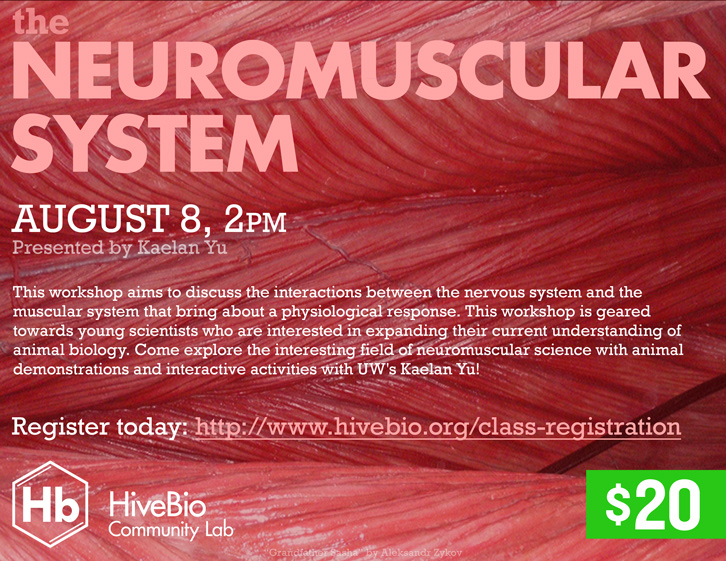 the
NEUROMUSCULAR
SYSTEM
AUGUST 8, 2PM
Presented by Kaelan Yu
This workshop aims to discuss the interactions between the nervous system and the
muscular system that bring about a physiological response. This workshop is geared
towards young scientists who are interested in expanding their current understanding of
animal biology. Come explore the interesting field of neuromuscular science with animal
demonstrations and interactive activities with UW's Kaelan Yu!
Register today: http://www.hivebio.org/class-registration
Hb
HiveBio
Community Lab
$20
"Grandfather Sasha" by Aleksandr Zykov